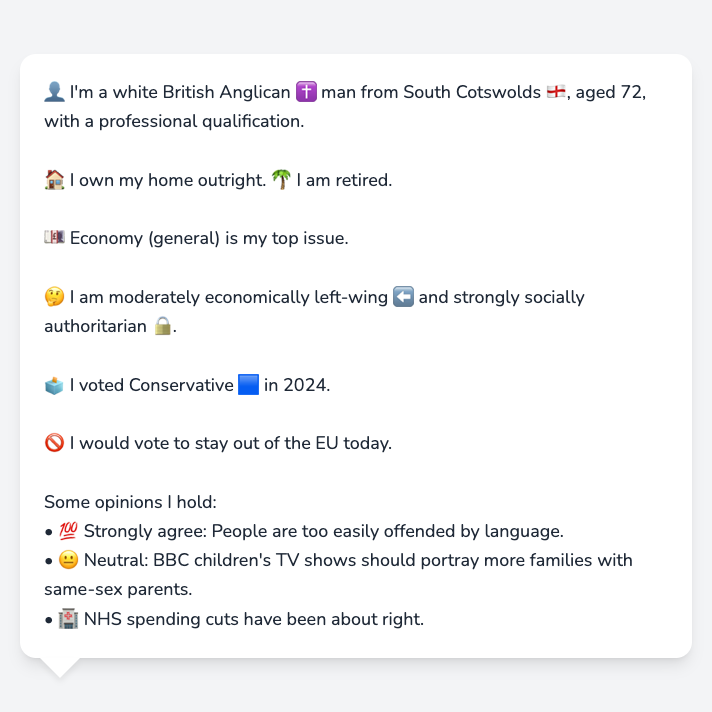 👤 I'm a white British Anglican ✝️ man from South Cotswolds 🏴󠁧󠁢󠁥󠁮󠁧󠁿, aged 72,
with a professional qualification.
🏠 I own my home outright. 🌴 I am retired.
💷 Economy (general) is my top issue.
🤔 I am moderately economically left-wing ⬅️ and strongly socially
authoritarian 🔒.
🗳️ I voted Conservative 🟦 in 2024.
🚫 I would vote to stay out of the EU today.
Some opinions I hold:
• 💯 Strongly agree: People are too easily offended by language.
• 😐 Neutral: BBC children's TV shows should portray more families with
same-sex parents.
• 🏥 NHS spending cuts have been about right.